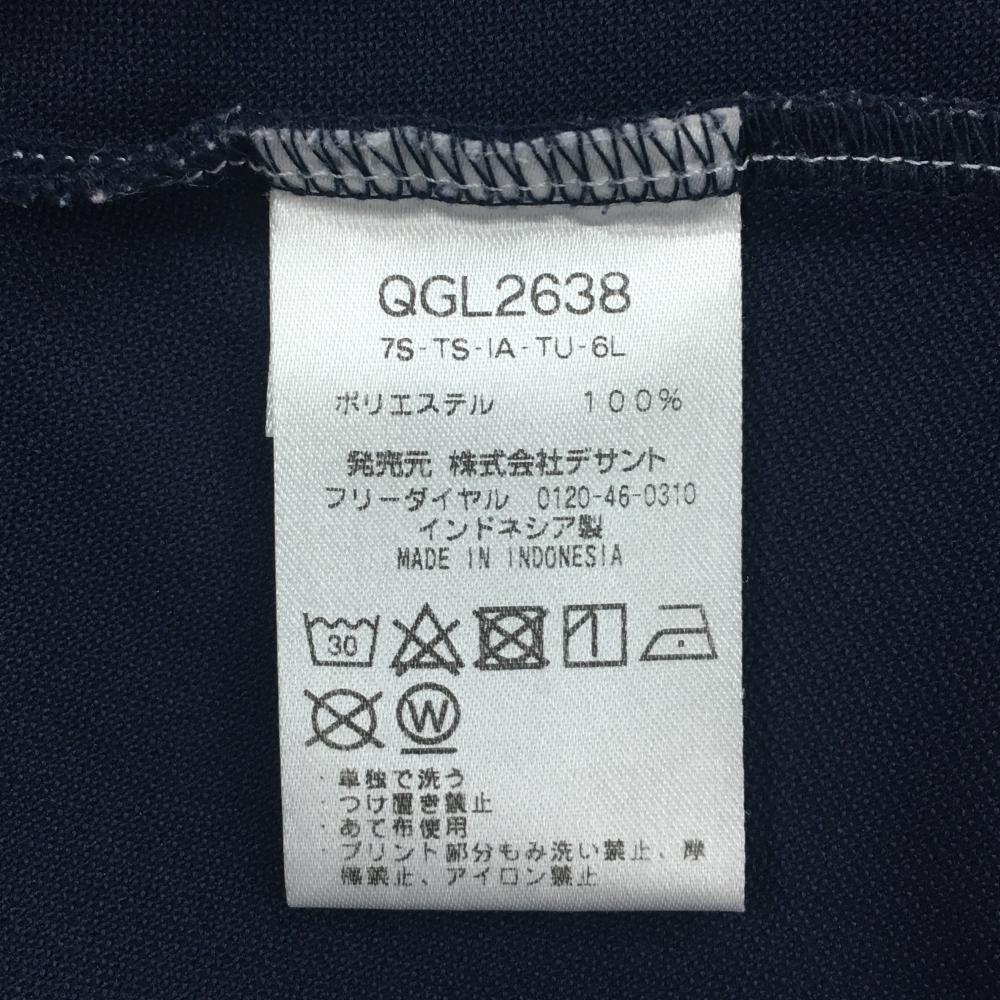 QGL2638
7S-TS-IA-TU-6L
ポリエステル 100%
発売元 株式会社デサント
フリーダイヤル 0120-46-0310
インドネシア製
MADE IN INDONESIA
30
W
・単独で洗う
・つけ置き禁止
・あて布使用
・プリント部分もみ洗い禁止、摩
擦禁止、アイロン禁止